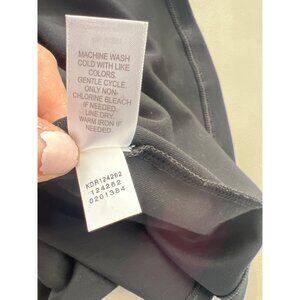 MACHINE WASH
COLD WITH LIKE
COLORS.
GENTLE CYCLE.
ONLY NON-
CHLORINE BLEACH
IF NEEDED.
LINE DRY.
WARM IRON IF
NEEDED.
KDR124262
124262
0201384